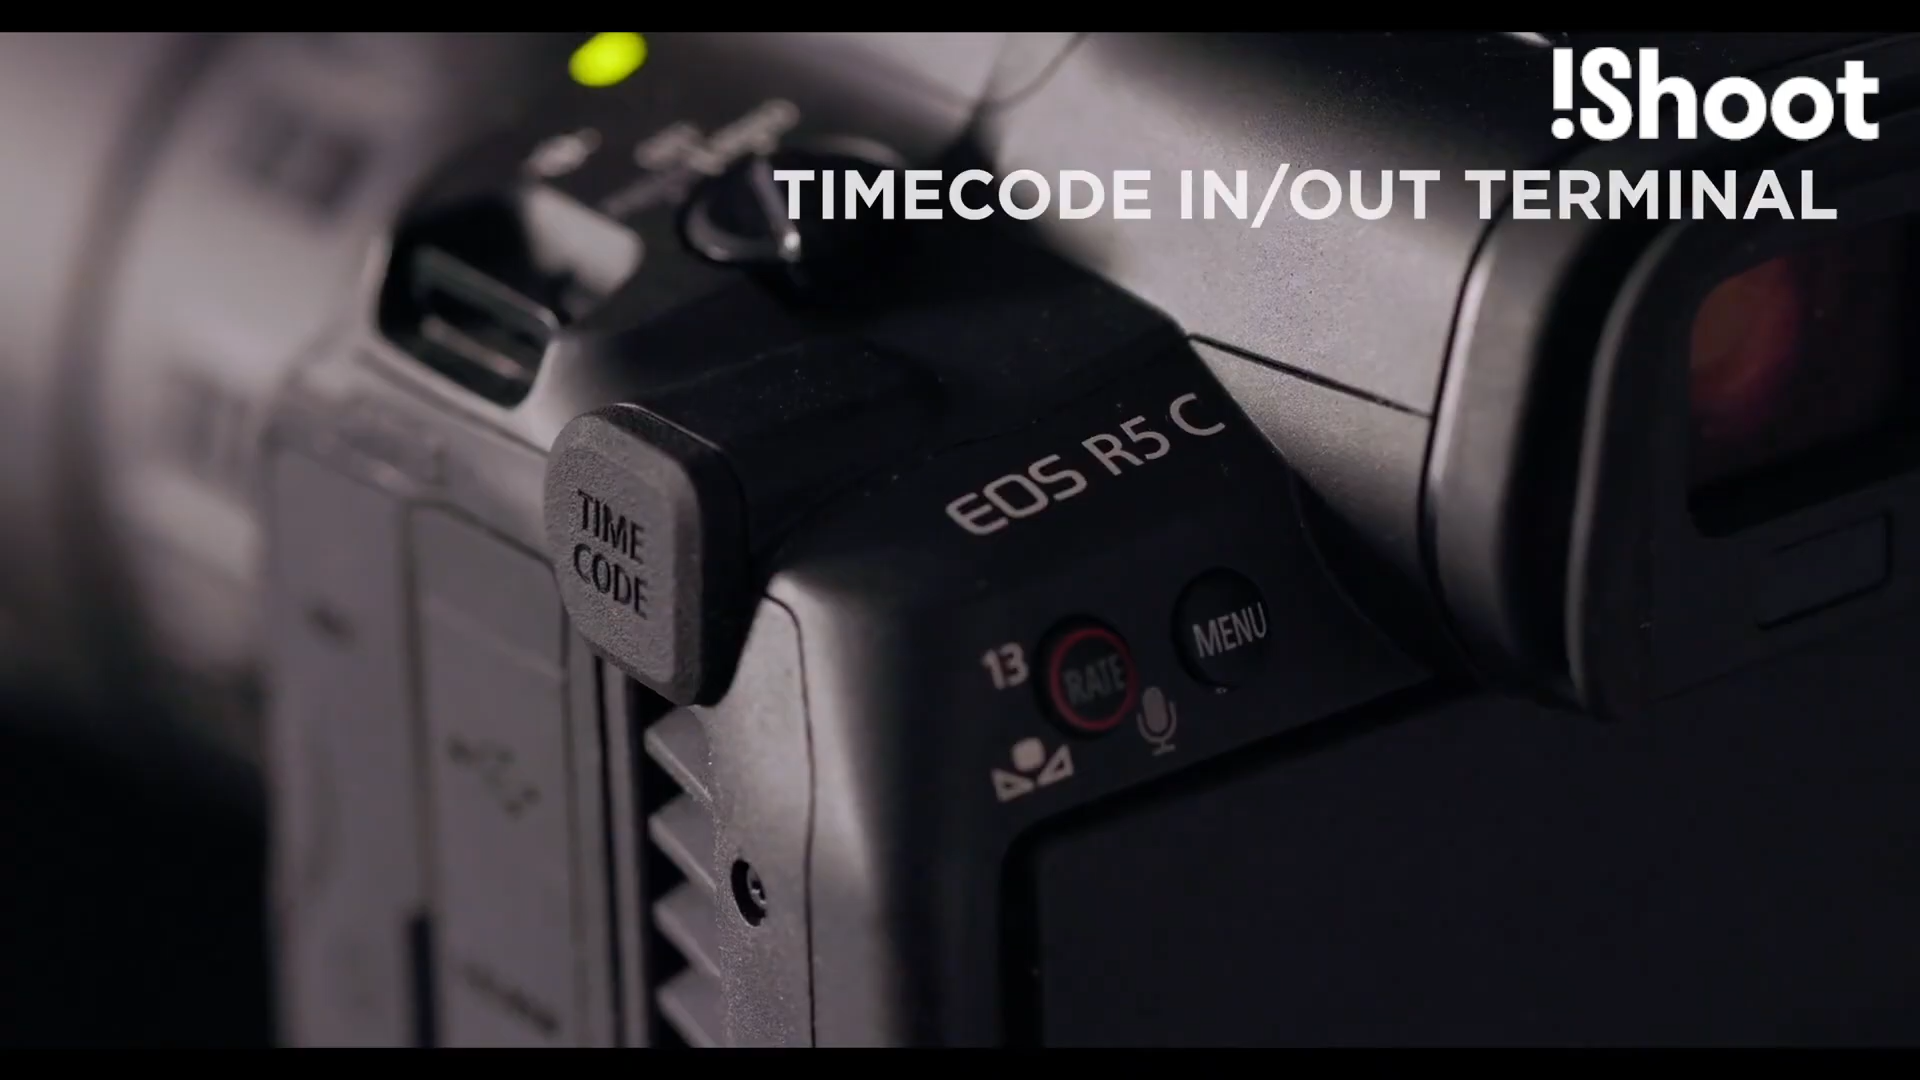 !Shoot
TIMECODE IN/OUT TERMINAL
EOS R5 C
TIME
CODE
MENU
13
RATE